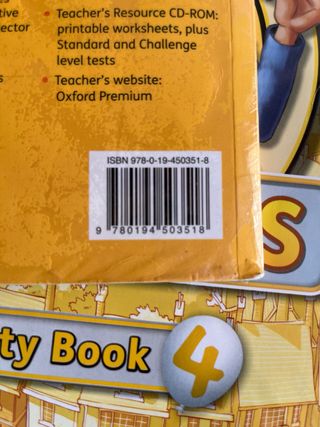 • Teacher's Resource CD-ROM:
printable worksheets, plus
Standard and Challenge
level tests
• Teacher's website:
Oxford Premium
ISBN 978-0-19-450351-8
9 780194 503518
Book 4